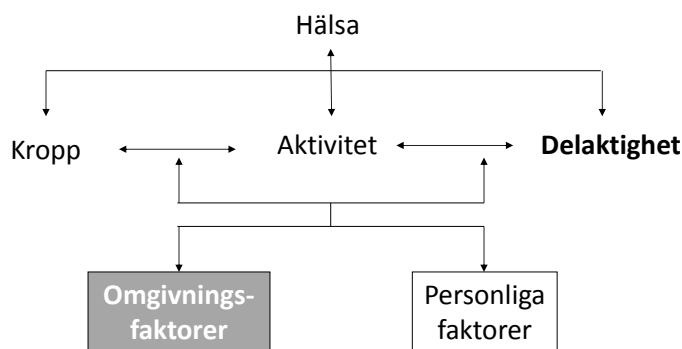 Hälsa
Kropp
Aktivitet
Delaktighet
Omgivnings-
faktorer
Personliga
faktorer